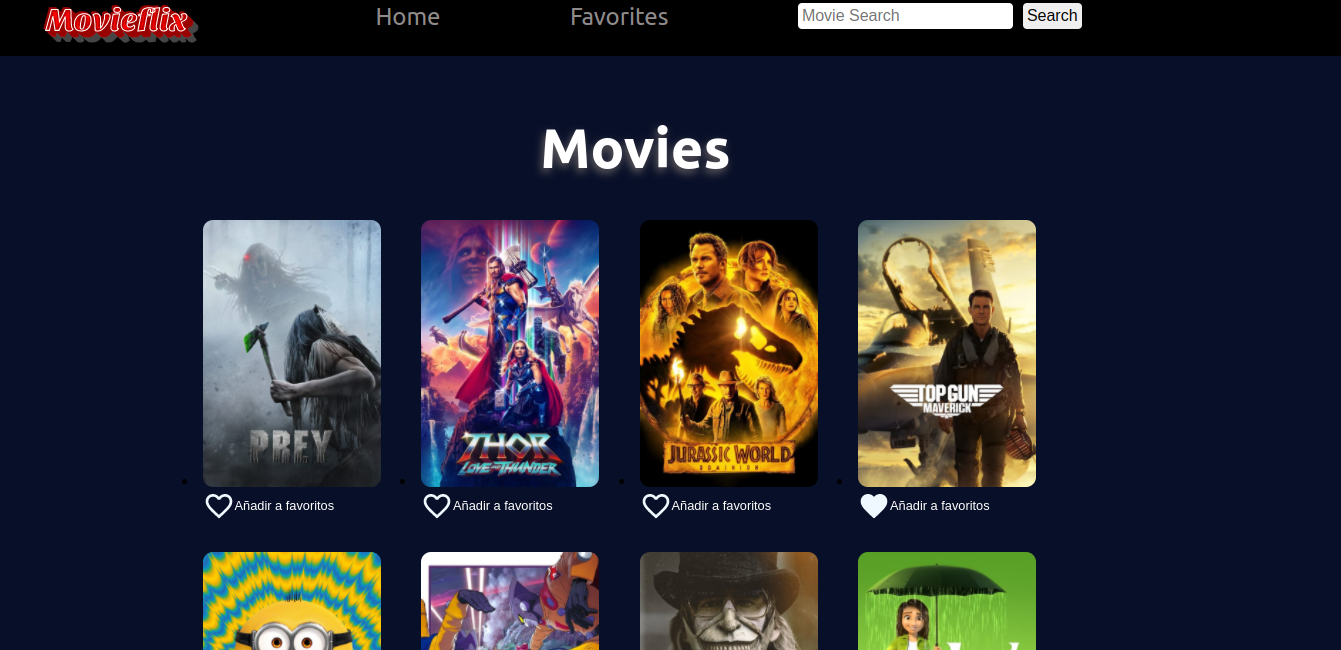 Movieflix
Home
Favorites
Movie Search
Search
Movies
PREY
THOR
LOVE AND THUNDER
JURASSIC WORLD
DOMINION
TOP GUN
MAVERICK
Añadir a favoritos
Añadir a favoritos
Añadir a favoritos
Añadir a favoritos